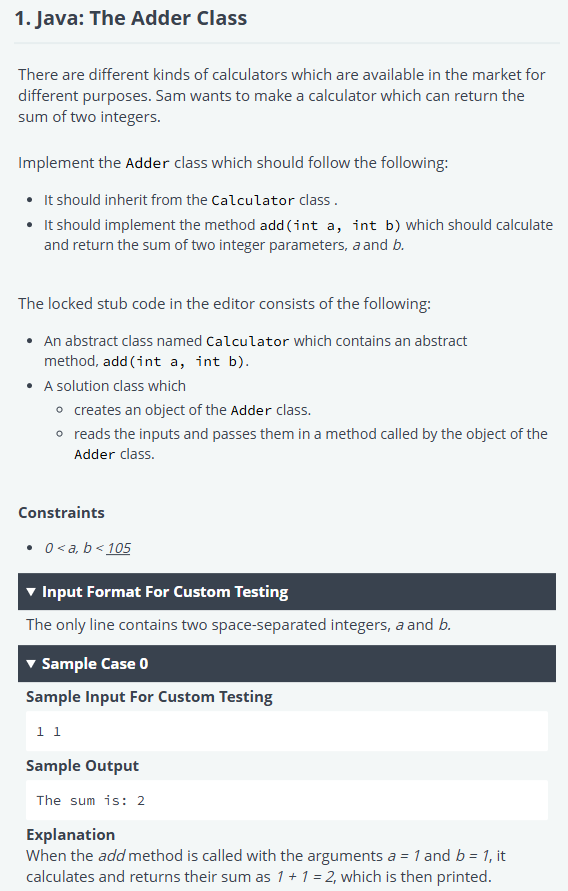 1. Java: The Adder Class
There are different kinds of calculators which are available in the market for
different purposes. Sam wants to make a calculator which can return the
sum of two integers.
Implement the Adder class which should follow the following:
• It should inherit from the Calculator class .
• It should implement the method add(int a, int b) which should calculate
and return the sum of two integer parameters, a and b.
The locked stub code in the editor consists of the following:
• An abstract class named Calculator which contains an abstract
method, add(int a, int b).
• A solution class which
○ creates an object of the Adder class.
○ reads the inputs and passes them in a method called by the object of the
Adder class.
Constraints
• 0 < a, b < 105
▼ Input Format For Custom Testing
The only line contains two space-separated integers, a and b.
▼ Sample Case 0
Sample Input For Custom Testing
1 1
Sample Output
The sum is: 2
Explanation
When the add method is called with the arguments a = 1 and b = 1, it
calculates and returns their sum as 1 + 1 = 2, which is then printed.